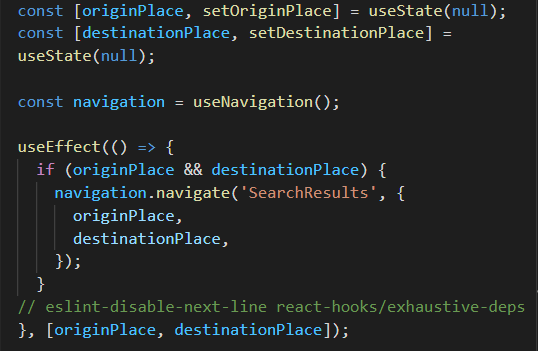 const [originPlace, setOriginPlace] = useState(null);
const [destinationPlace, setDestinationPlace] =
useState(null);
const navigation = useNavigation();
useEffect(() => {
if (originPlace && destinationPlace) {
navigation.navigate('SearchResults', {
originPlace,
destinationPlace,
});
}
// eslint-disable-next-line react-hooks/exhaustive-deps
}, [originPlace, destinationPlace]);